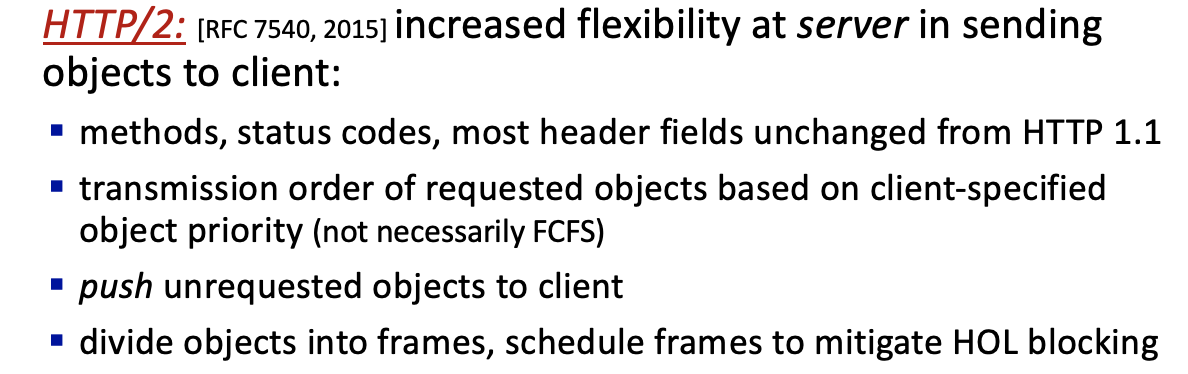 HTTP/2: [RFC 7540, 2015] increased flexibility at server in sending
objects to client:
▪ methods, status codes, most header fields unchanged from HTTP 1.1
▪ transmission order of requested objects based on client-specified
object priority (not necessarily FCFS)
▪ push unrequested objects to client
▪ divide objects into frames, schedule frames to mitigate HOL blocking